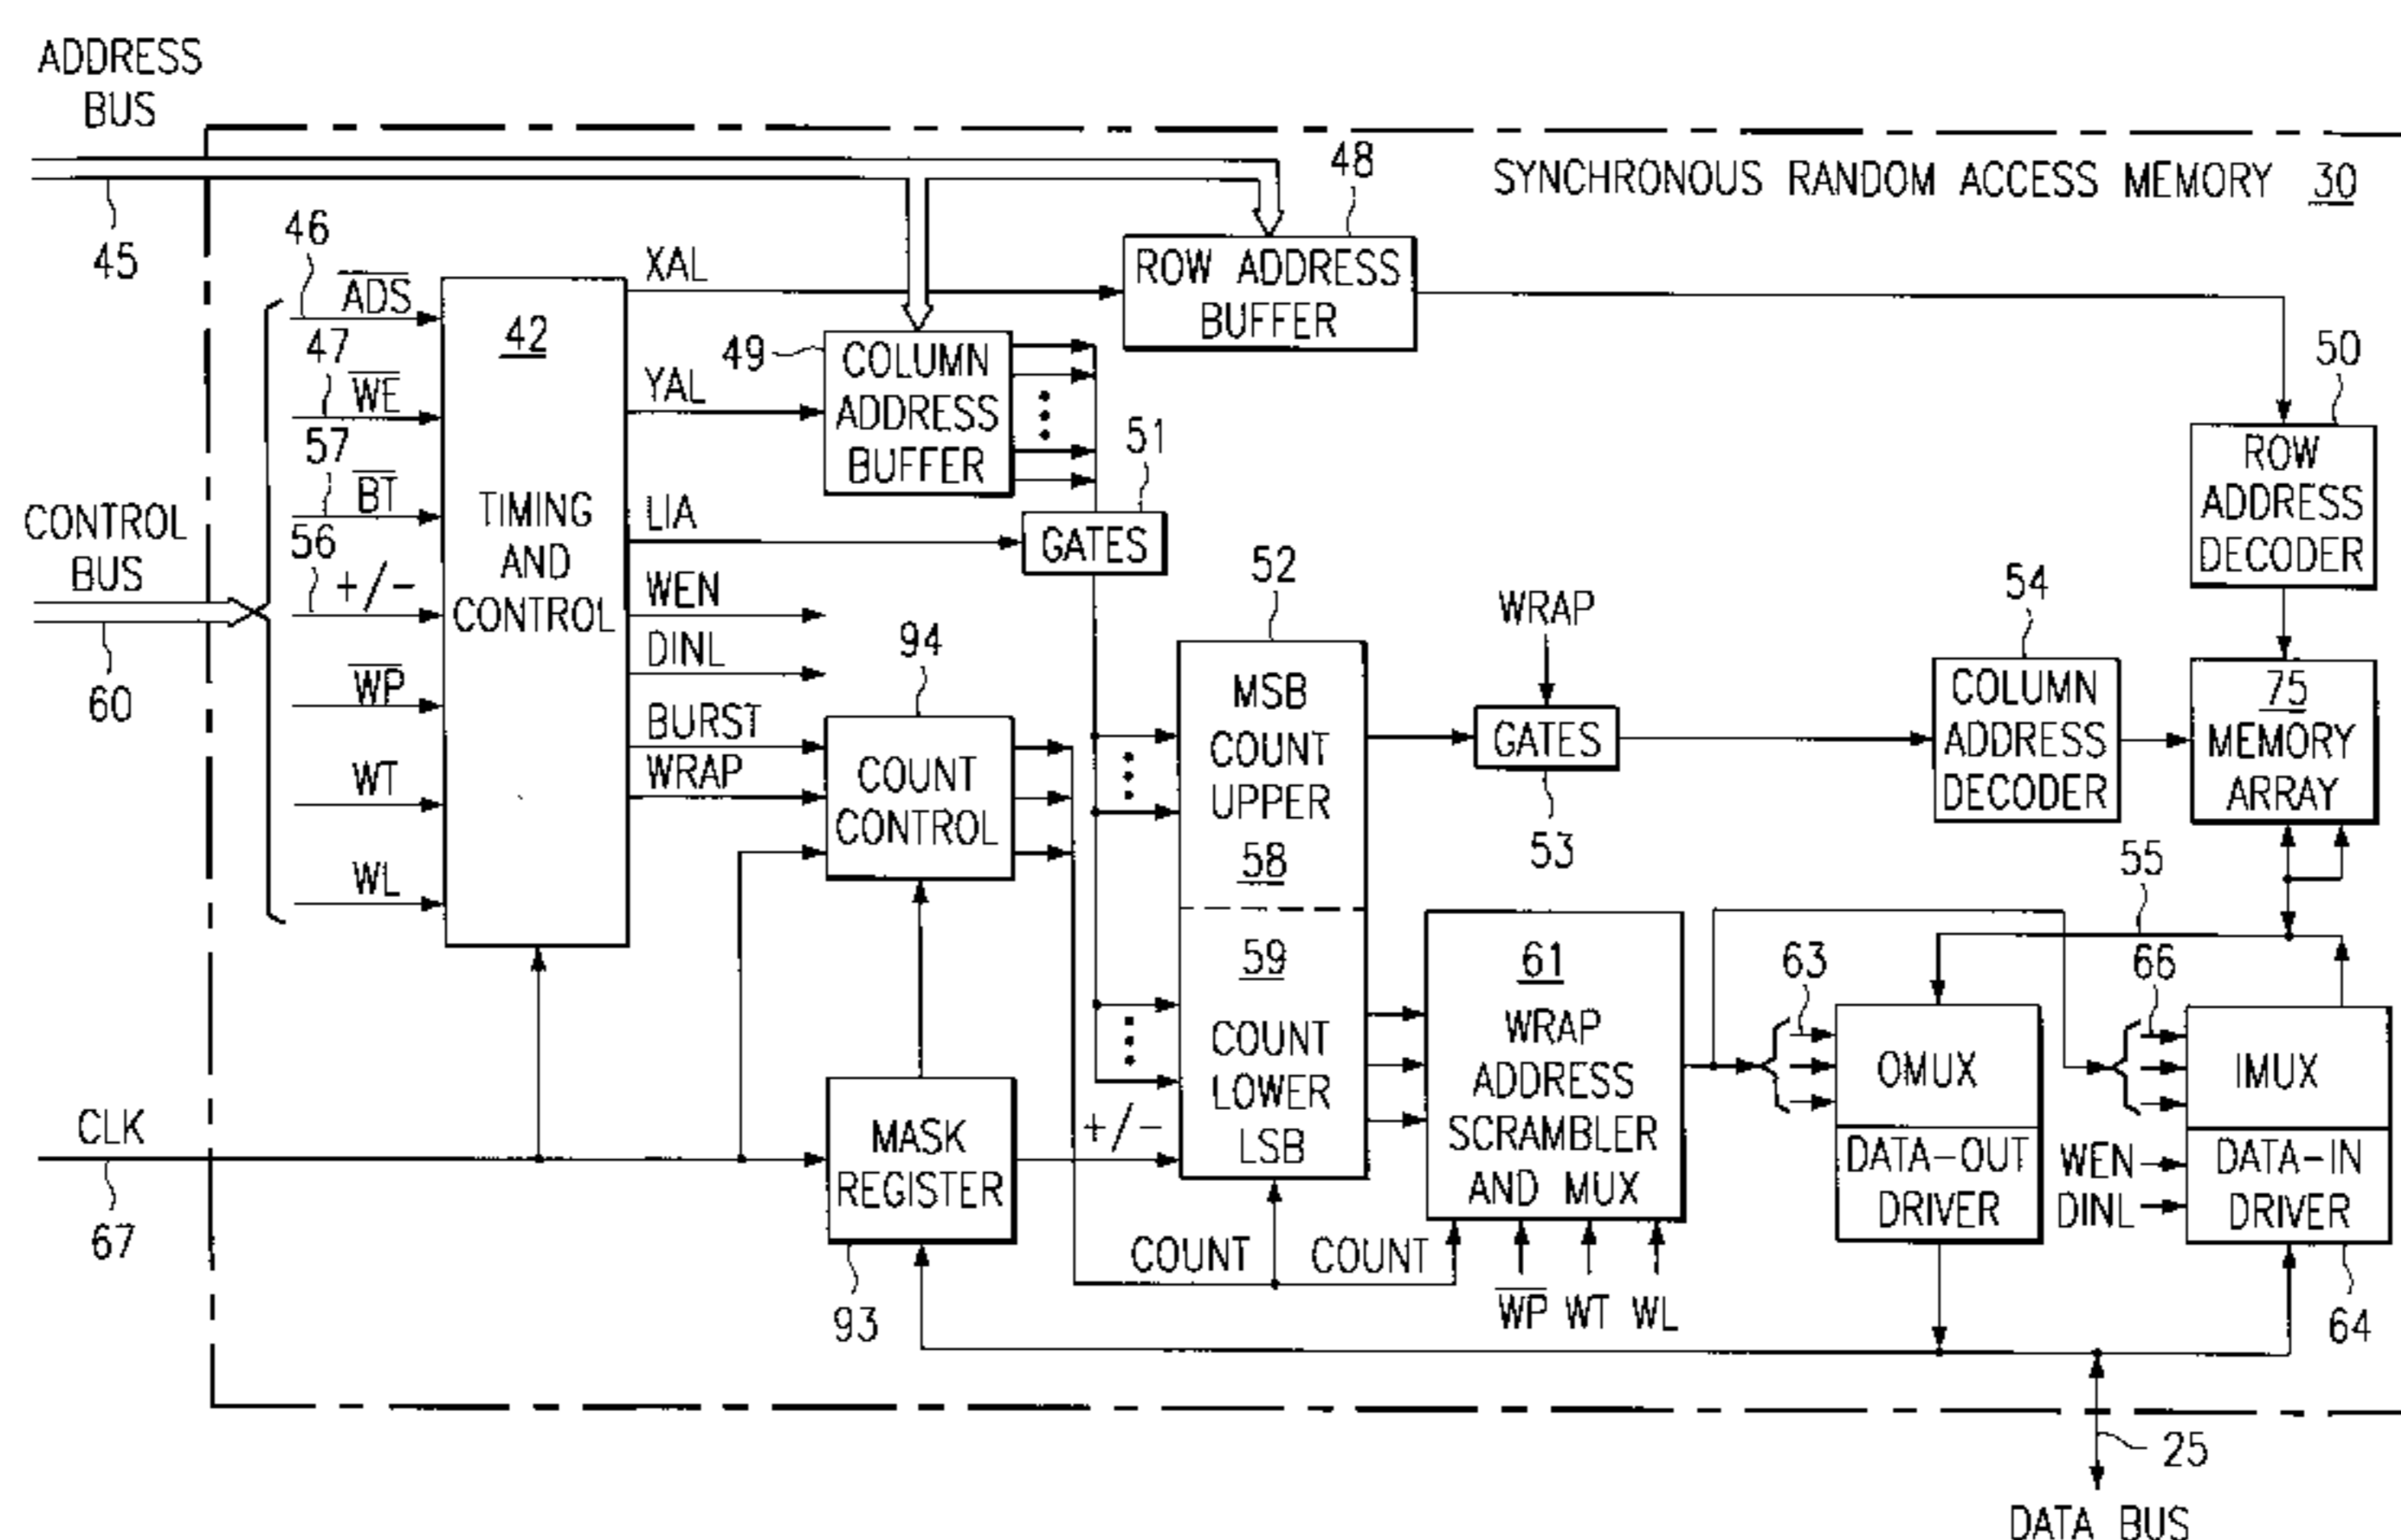 ADDRESS
BUS
45
SYNCHRONOUS RANDOM ACCESS MEMORY 30
48
ROW ADDRESS
BUFFER
46
A̅D̅S̅
47
W̅E̅
57
B̅T̅
56
+/-
W̅P̅
WT
WL
CONTROL
BUS
60
42
TIMING
AND
CONTROL
XAL
YAL
LIA
WEN
DINL
BURST
WRAP
49
COLUMN
ADDRESS
BUFFER
51
GATES
50
ROW
ADDRESS
DECODER
94
COUNT
CONTROL
52
MSB
COUNT
UPPER
58
59
COUNT
LOWER
LSB
WRAP
GATES
53
54
COLUMN
ADDRESS
DECODER
75
MEMORY
ARRAY
55
61
WRAP
ADDRESS
SCRAMBLER
AND MUX
63
OMUX
DATA-OUT
DRIVER
66
IMUX
DATA-IN
DRIVER
WEN
DINL
64
CLK
67
MASK
REGISTER
93
+/-
COUNT
COUNT
W̅P̅ WT WL
25
DATA BUS